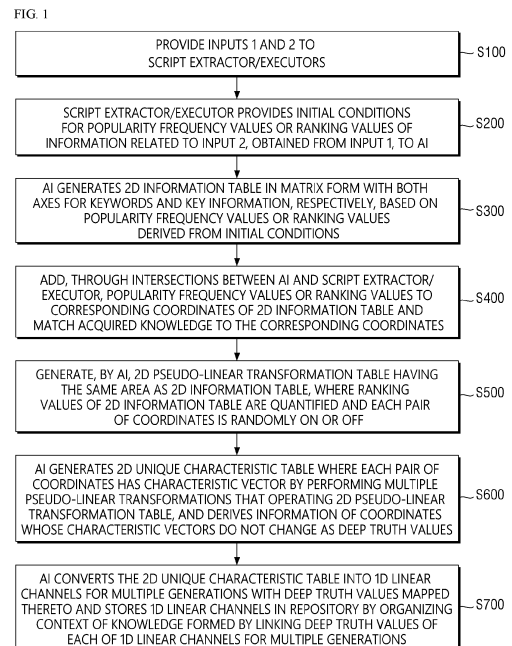 FIG. 1
PROVIDE INPUTS 1 AND 2 TO
SCRIPT EXTRACTOR/EXECUTORS
S100
SCRIPT EXTRACTOR/EXECUTOR PROVIDES INITIAL CONDITIONS
FOR POPULARITY FREQUENCY VALUES OR RANKING VALUES OF
INFORMATION RELATED TO INPUT 2, OBTAINED FROM INPUT 1, TO AI
S200
AI GENERATES 2D INFORMATION TABLE IN MATRIX FORM WITH BOTH
AXES FOR KEYWORDS AND KEY INFORMATION, RESPECTIVELY, BASED ON
POPULARITY FREQUENCY VALUES OR RANKING VALUES
DERIVED FROM INITIAL CONDITIONS
S300
ADD, THROUGH INTERSECTIONS BETWEEN AI AND SCRIPT EXTRACTOR/
EXECUTOR, POPULARITY FREQUENCY VALUES OR RANKING VALUES TO
CORRESPONDING COORDINATES OF 2D INFORMATION TABLE AND
MATCH ACQUIRED KNOWLEDGE TO THE CORRESPONDING COORDINATES
S400
GENERATE, BY AI, 2D PSEUDO-LINEAR TRANSFORMATION TABLE HAVING
THE SAME AREA AS 2D INFORMATION TABLE, WHERE RANKING
VALUES OF 2D INFORMATION TABLE ARE QUANTIFIED AND EACH PAIR
OF COORDINATES IS RANDOMLY ON OR OFF
S500
AI GENERATES 2D UNIQUE CHARACTERISTIC TABLE WHERE EACH PAIR OF
COORDINATES HAS CHARACTERISTIC VECTOR BY PERFORMING MULTIPLE
PSEUDO-LINEAR TRANSFORMATIONS THAT OPERATING 2D PSEUDO-LINEAR
TRANSFORMATION TABLE, AND DERIVES INFORMATION OF COORDINATES
WHOSE CHARACTERISTIC VECTORS DO NOT CHANGE AS DEEP TRUTH VALUES
S600
AI CONVERTS THE 2D UNIQUE CHARACTERISTIC TABLE INTO 1D LINEAR
CHANNELS FOR MULTIPLE GENERATIONS WITH DEEP TRUTH VALUES MAPPED
THERETO AND STORES 1D LINEAR CHANNELS IN REPOSITORY BY ORGANIZING
CONTEXT OF KNOWLEDGE FORMED BY LINKING DEEP TRUTH VALUES OF
EACH OF 1D LINEAR CHANNELS FOR MULTIPLE GENERATIONS
S700